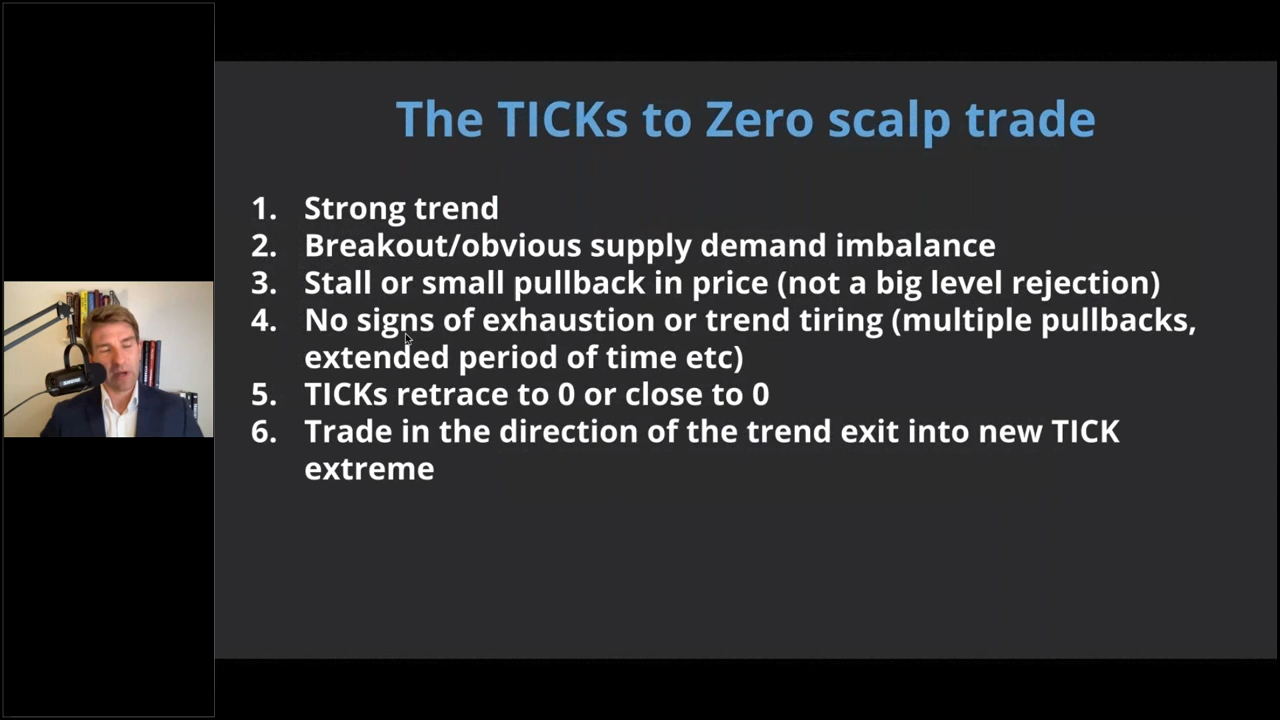 The TICKs to Zero scalp trade
1. Strong trend
2. Breakout/obvious supply demand imbalance
3. Stall or small pullback in price (not a big level rejection)
4. No signs of exhaustion or trend tiring (multiple pullbacks,
extended period of time etc)
5. TICKs retrace to 0 or close to 0
6. Trade in the direction of the trend exit into new TICK
extreme
SHURE